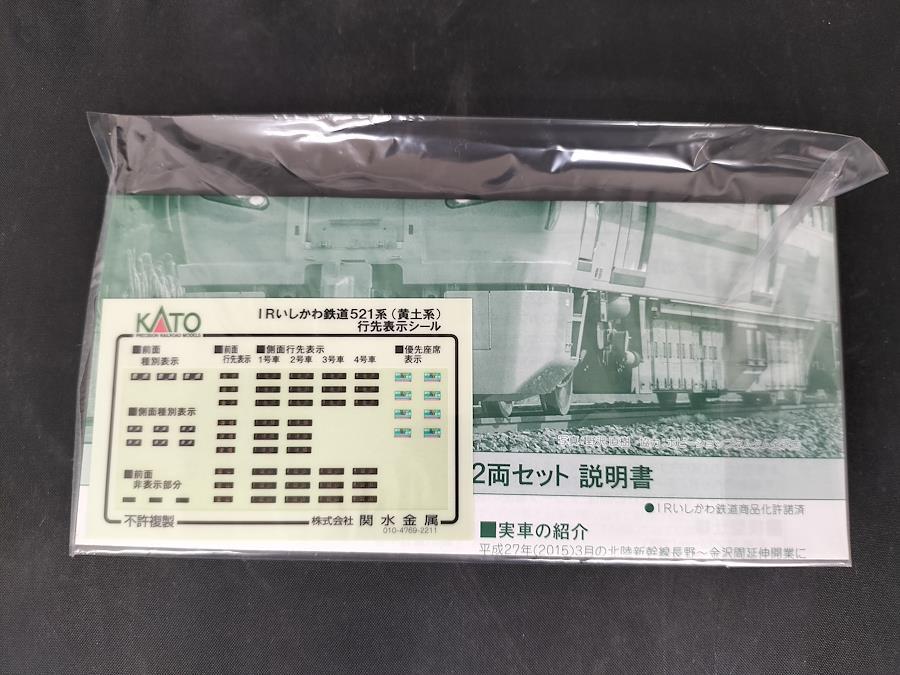 KATO
PRECISION RAILROAD MODELS
IRいしかわ鉄道521系(黄土系)
行先表示シール
■前面
種別表示
■前面
行先表示
■側面行先表示
1号車 2号車 3号車 4号車
■優先座席
表示
■側面種別表示
■前面
非表示部分
不許複製
株式会社 関水金属
010-4769-2211
2両セット 説明書
●IRいしかわ鉄道商品化許諾済
■実車の紹介
平成27年(2015)3月の北陸新幹線長野〜金沢間延伸開業に